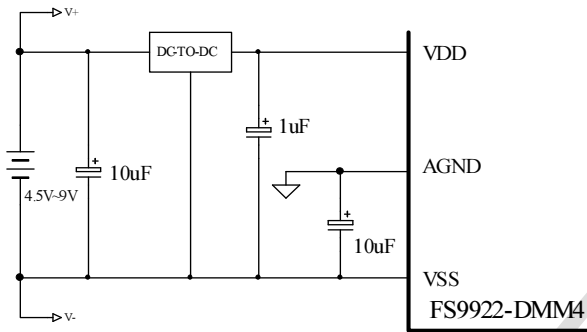 V+
DC-TO-DC
VDD
+
1uF
+
10uF
AGND
4.5V~9V
+
10uF
VSS
V-
FS9922-DMM4